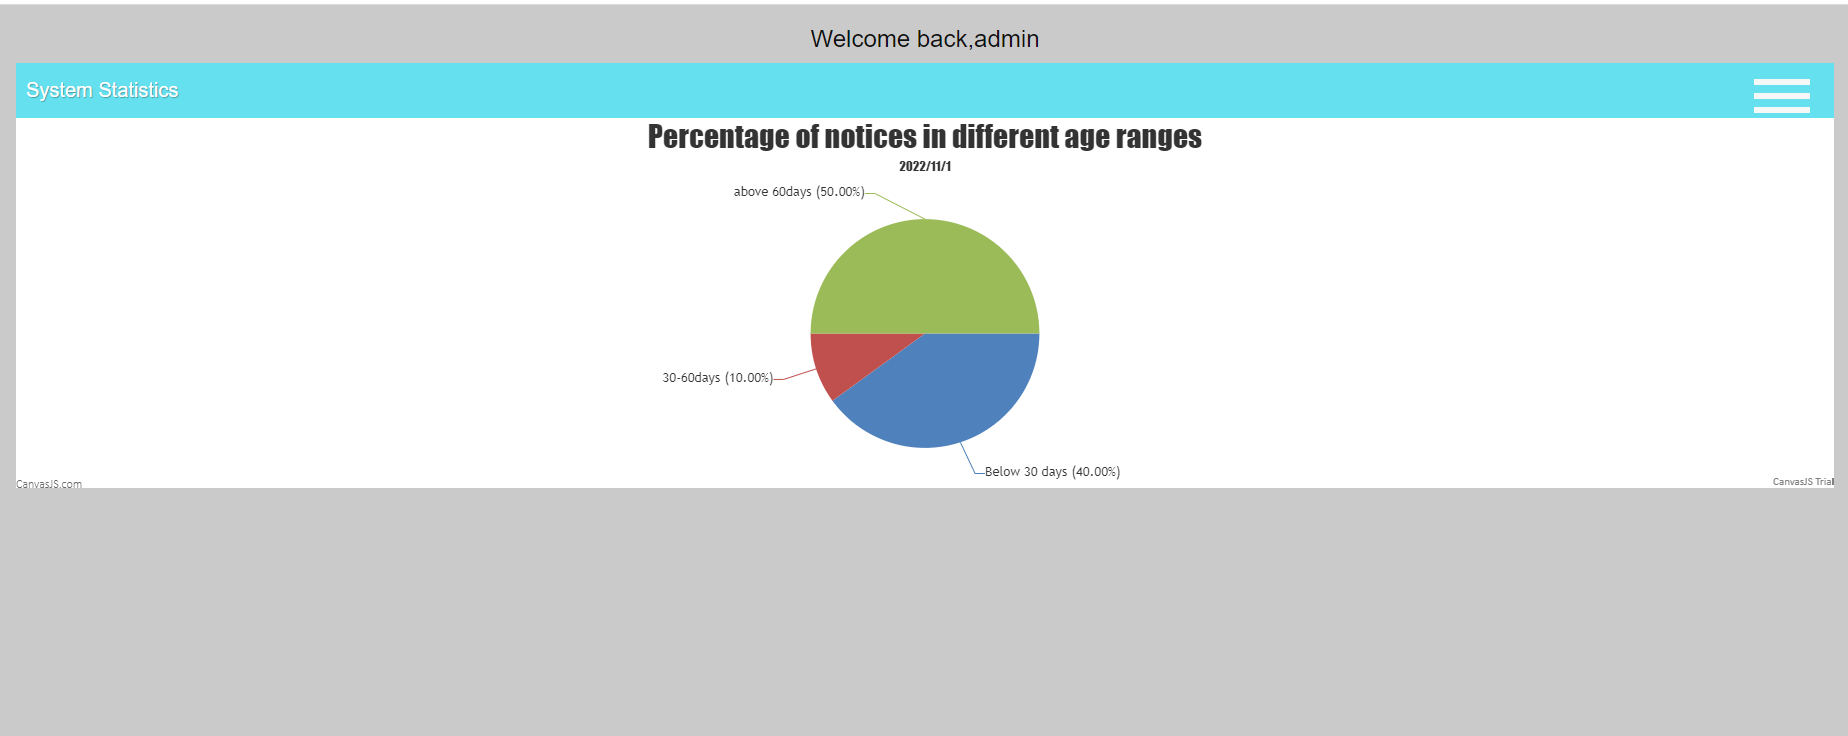 Welcome back,admin
System Statistics
Percentage of notices in different age ranges
2022/11/1
above 60days (50.00%)
30-60days (10.00%)
Below 30 days (40.00%)
CanvasJS.com
CanvasJS Trial